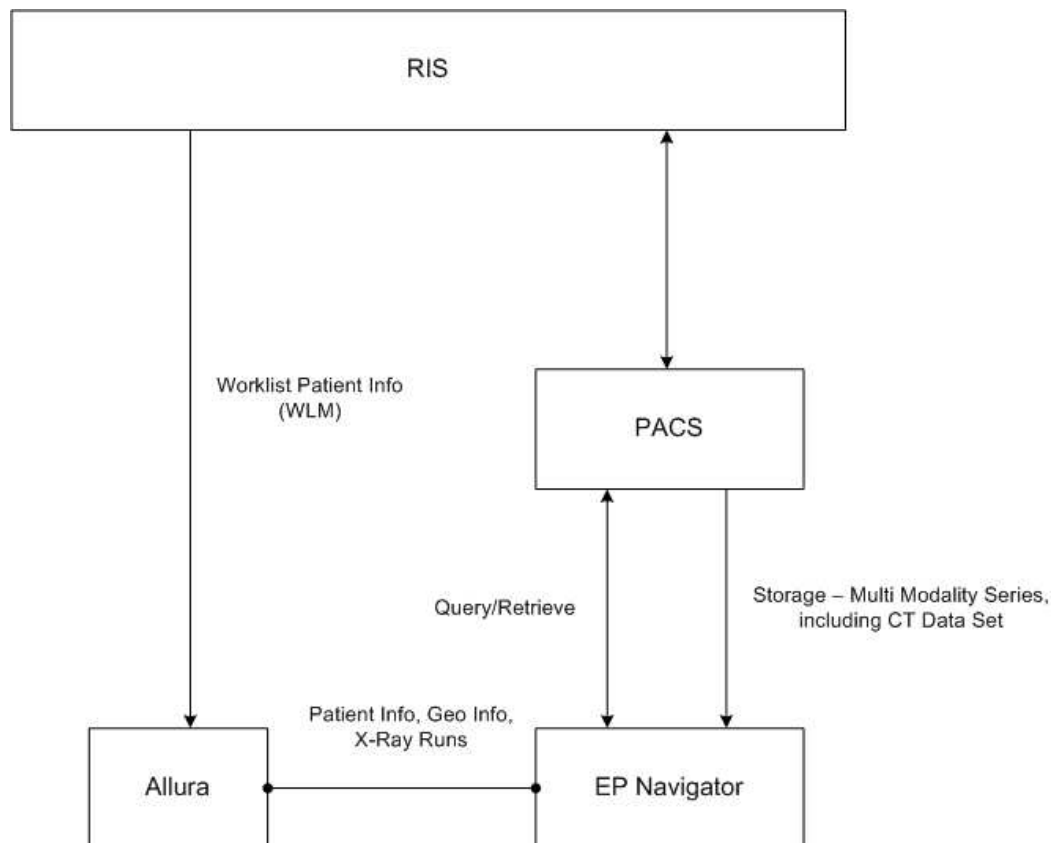 RIS
Worklist Patient Info
(WLM)
PACS
Query/Retrieve
Storage – Multi Modality Series,
including CT Data Set
Patient Info, Geo Info,
X-Ray Runs
Allura
EP Navigator